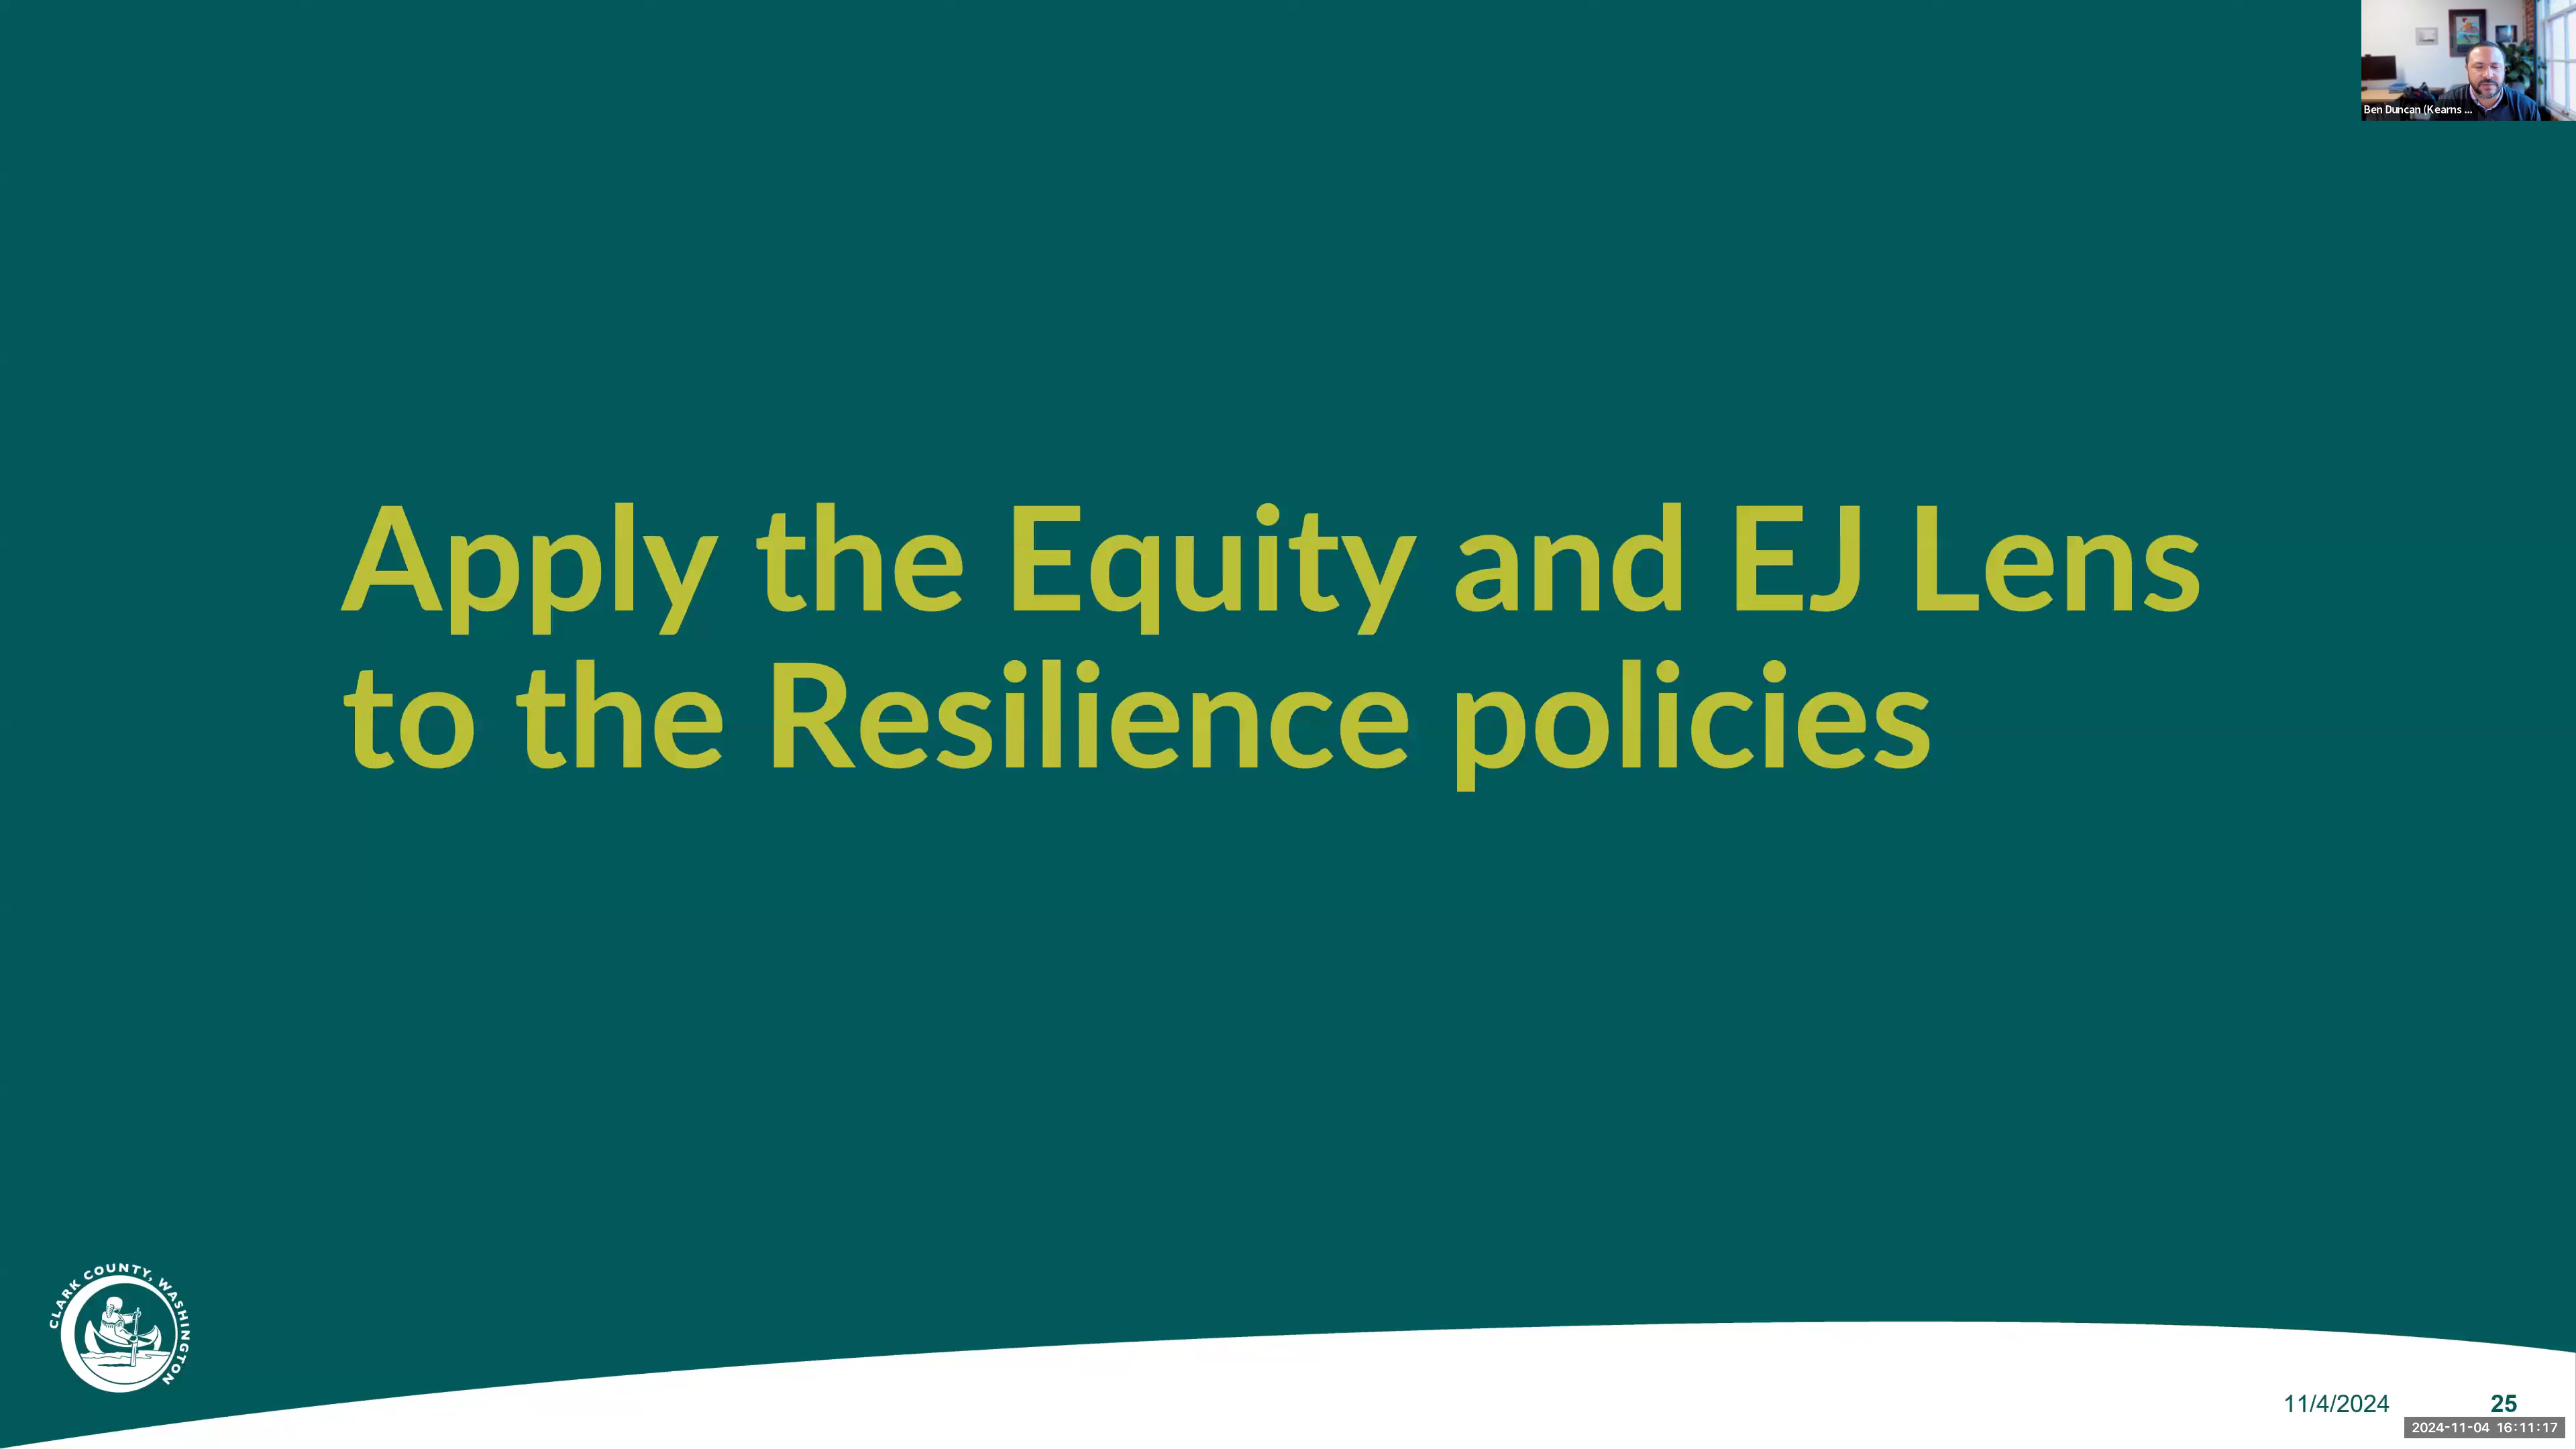 Ben Duncan (Kearns ...
Apply the Equity and EJ Lens
to the Resilience policies
CLARK COUNTY, WASHINGTON
11/4/2024
25
2024-11-04 16:11:17